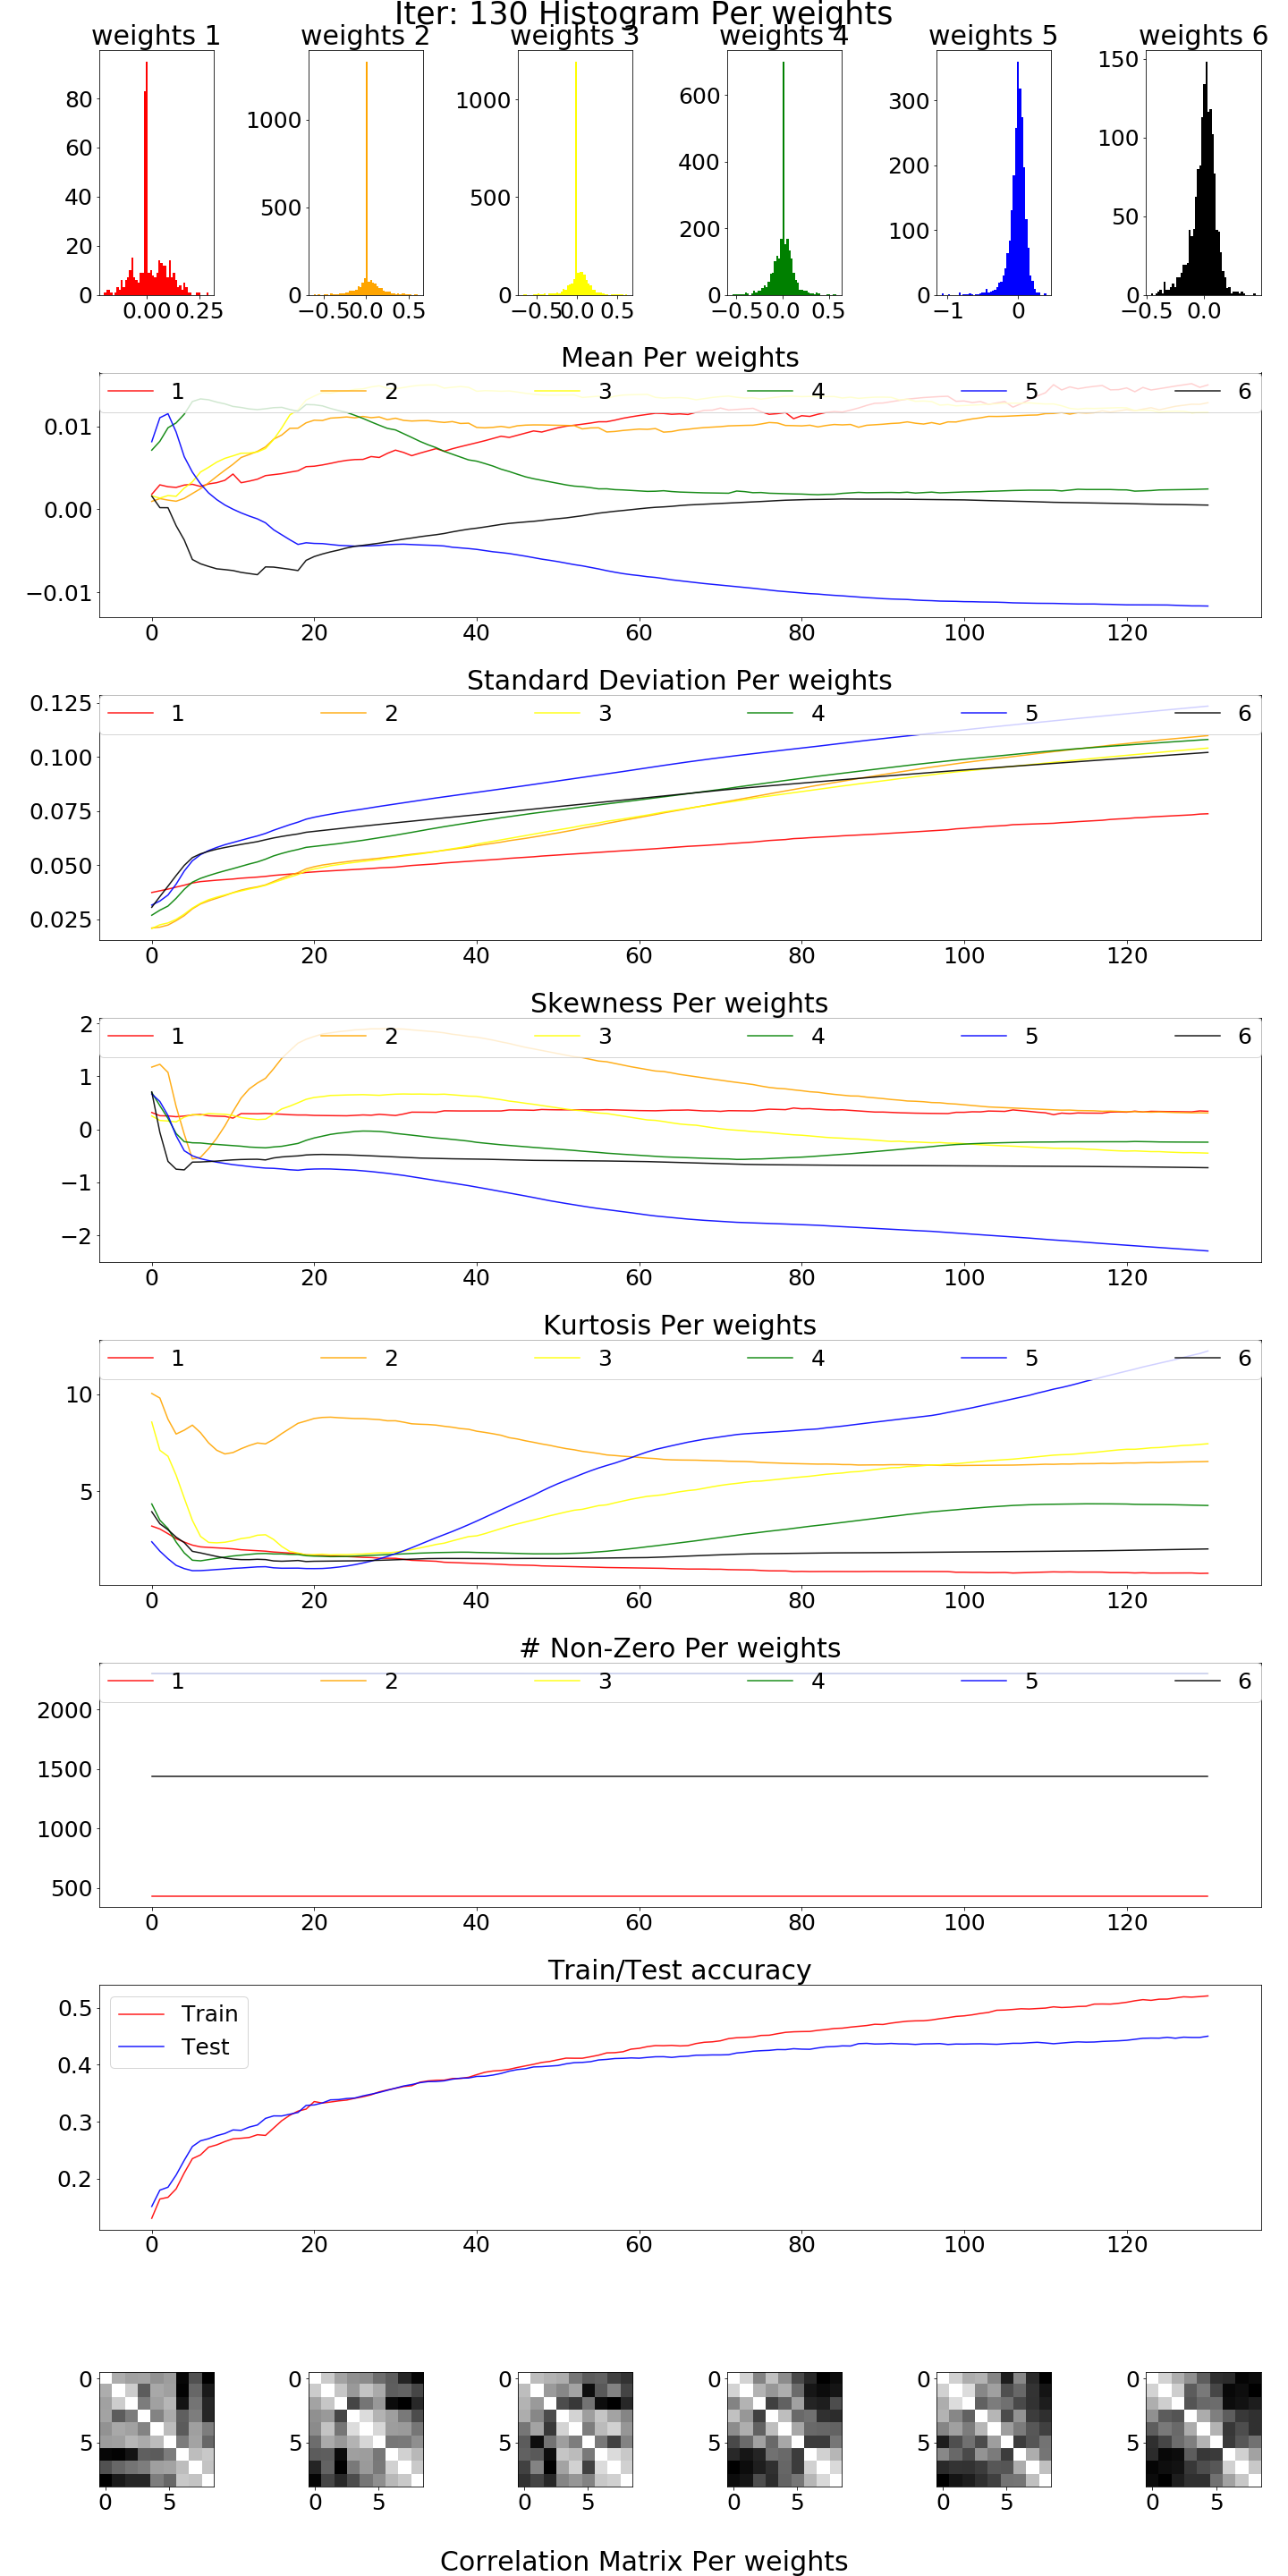 Iter: 130 Histogram Per weights
weights 1 weights 2 weights 3 weights 4 weights 5 weights 6
80
60
40
20
0
0.00 0.25
1000
500
0
−0.5 0.0 0.5
1000
500
0
−0.5 0.0 0.5
600
400
200
0
−0.5 0.0 0.5
300
200
100
0
−1 0
150
100
50
0
−0.5 0.0
Mean Per weights
1 2 3 4 5 6
0.01
0.00
−0.01
0 20 40 60 80 100 120
Standard Deviation Per weights
1 2 3 4 5 6
0.125
0.100
0.075
0.050
0.025
0 20 40 60 80 100 120
Skewness Per weights
1 2 3 4 5 6
2
1
0
−1
−2
0 20 40 60 80 100 120
Kurtosis Per weights
1 2 3 4 5 6
10
5
0 20 40 60 80 100 120
# Non-Zero Per weights
1 2 3 4 5 6
2000
1500
1000
500
0 20 40 60 80 100 120
Train/Test accuracy
Train
Test
0.5
0.4
0.3
0.2
0 20 40 60 80 100 120
0 0 0 0 0 0
5 5 5 5 5 5
0 5 0 5 0 5 0 5 0 5 0 5
Correlation Matrix Per weights